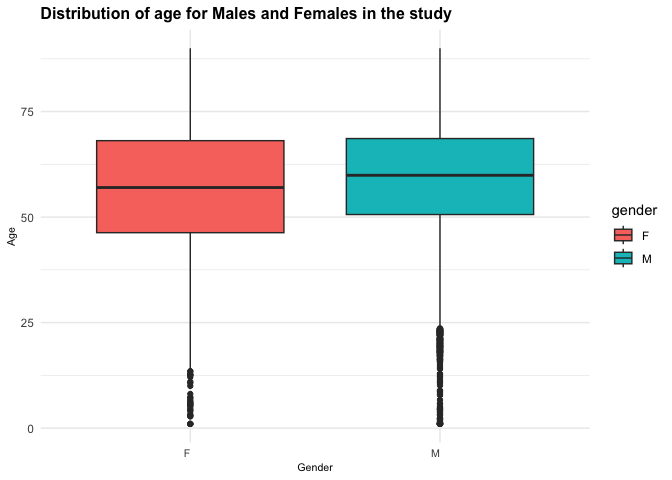 Distribution of age for Males and Females in the study
75
50
25
0
Age
F
M
Gender
gender
F
M